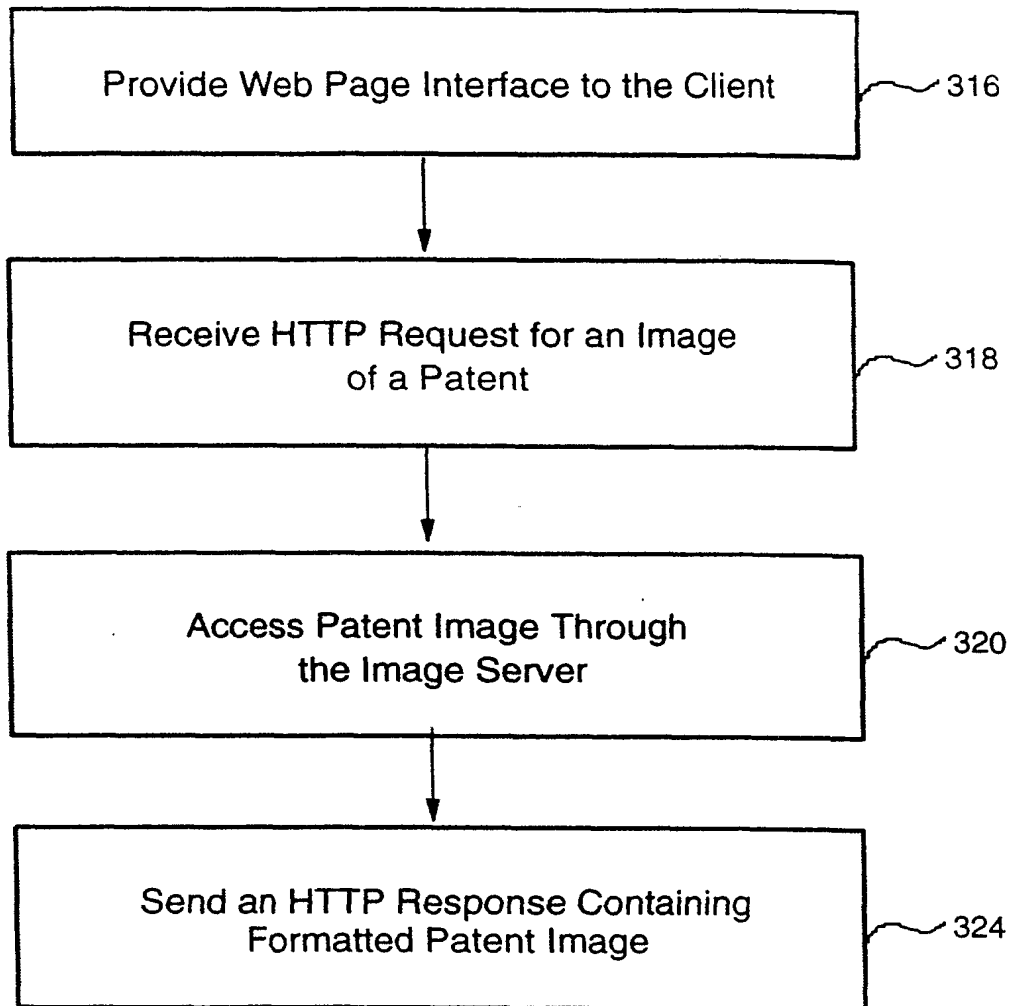 Provide Web Page Interface to the Client
316
Receive HTTP Request for an Image
of a Patent
318
Access Patent Image Through
the Image Server
320
Send an HTTP Response Containing
Formatted Patent Image
324